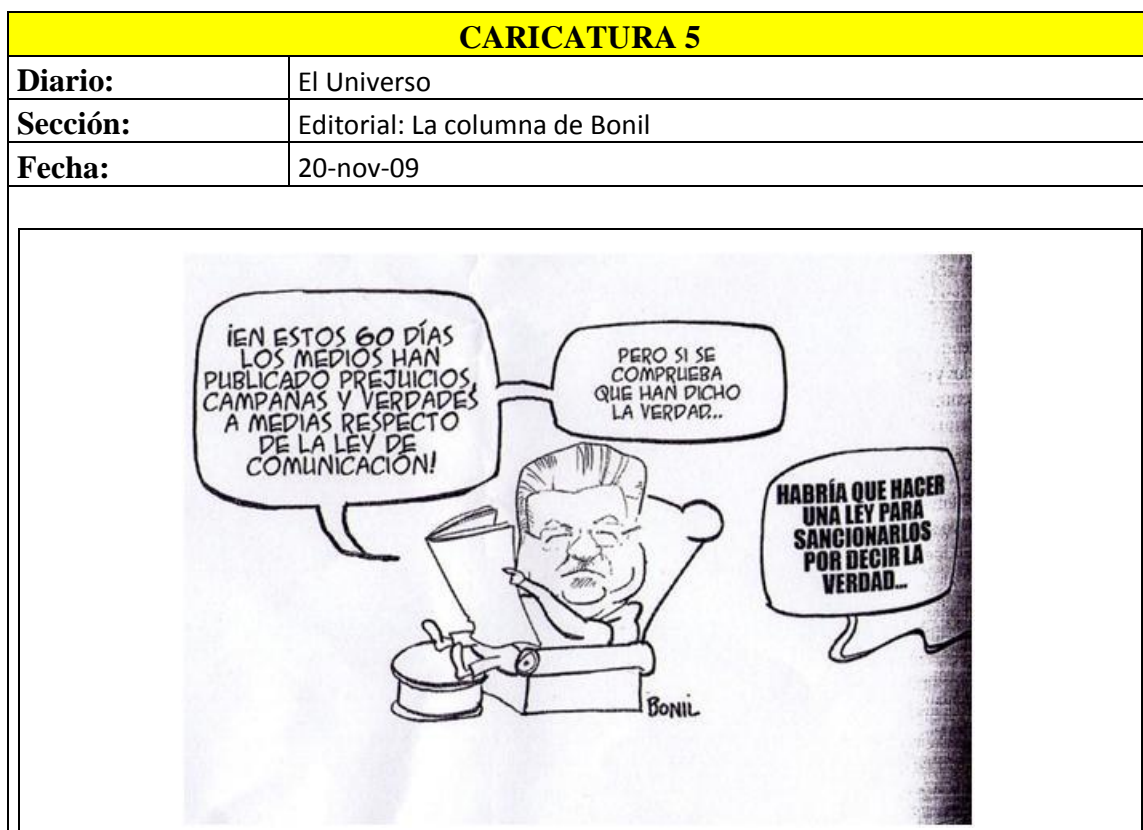 CARICATURA 5
Diario: El Universo
Sección: Editorial: La columna de Bonil
Fecha: 20-nov-09
¡EN ESTOS 60 DÍAS
LOS MEDIOS HAN
PUBLICADO PREJUICIOS,
CAMPAÑAS Y VERDADES
A MEDIAS RESPECTO
DE LA LEY DE
COMUNICACIÓN!
PERO SI SE
COMPRUEBA
QUE HAN DICHO
LA VERDAD...
HABRÍA QUE HACER
UNA LEY PARA
SANCIONARLOS
POR DECIR LA
VERDAD...
BONIL